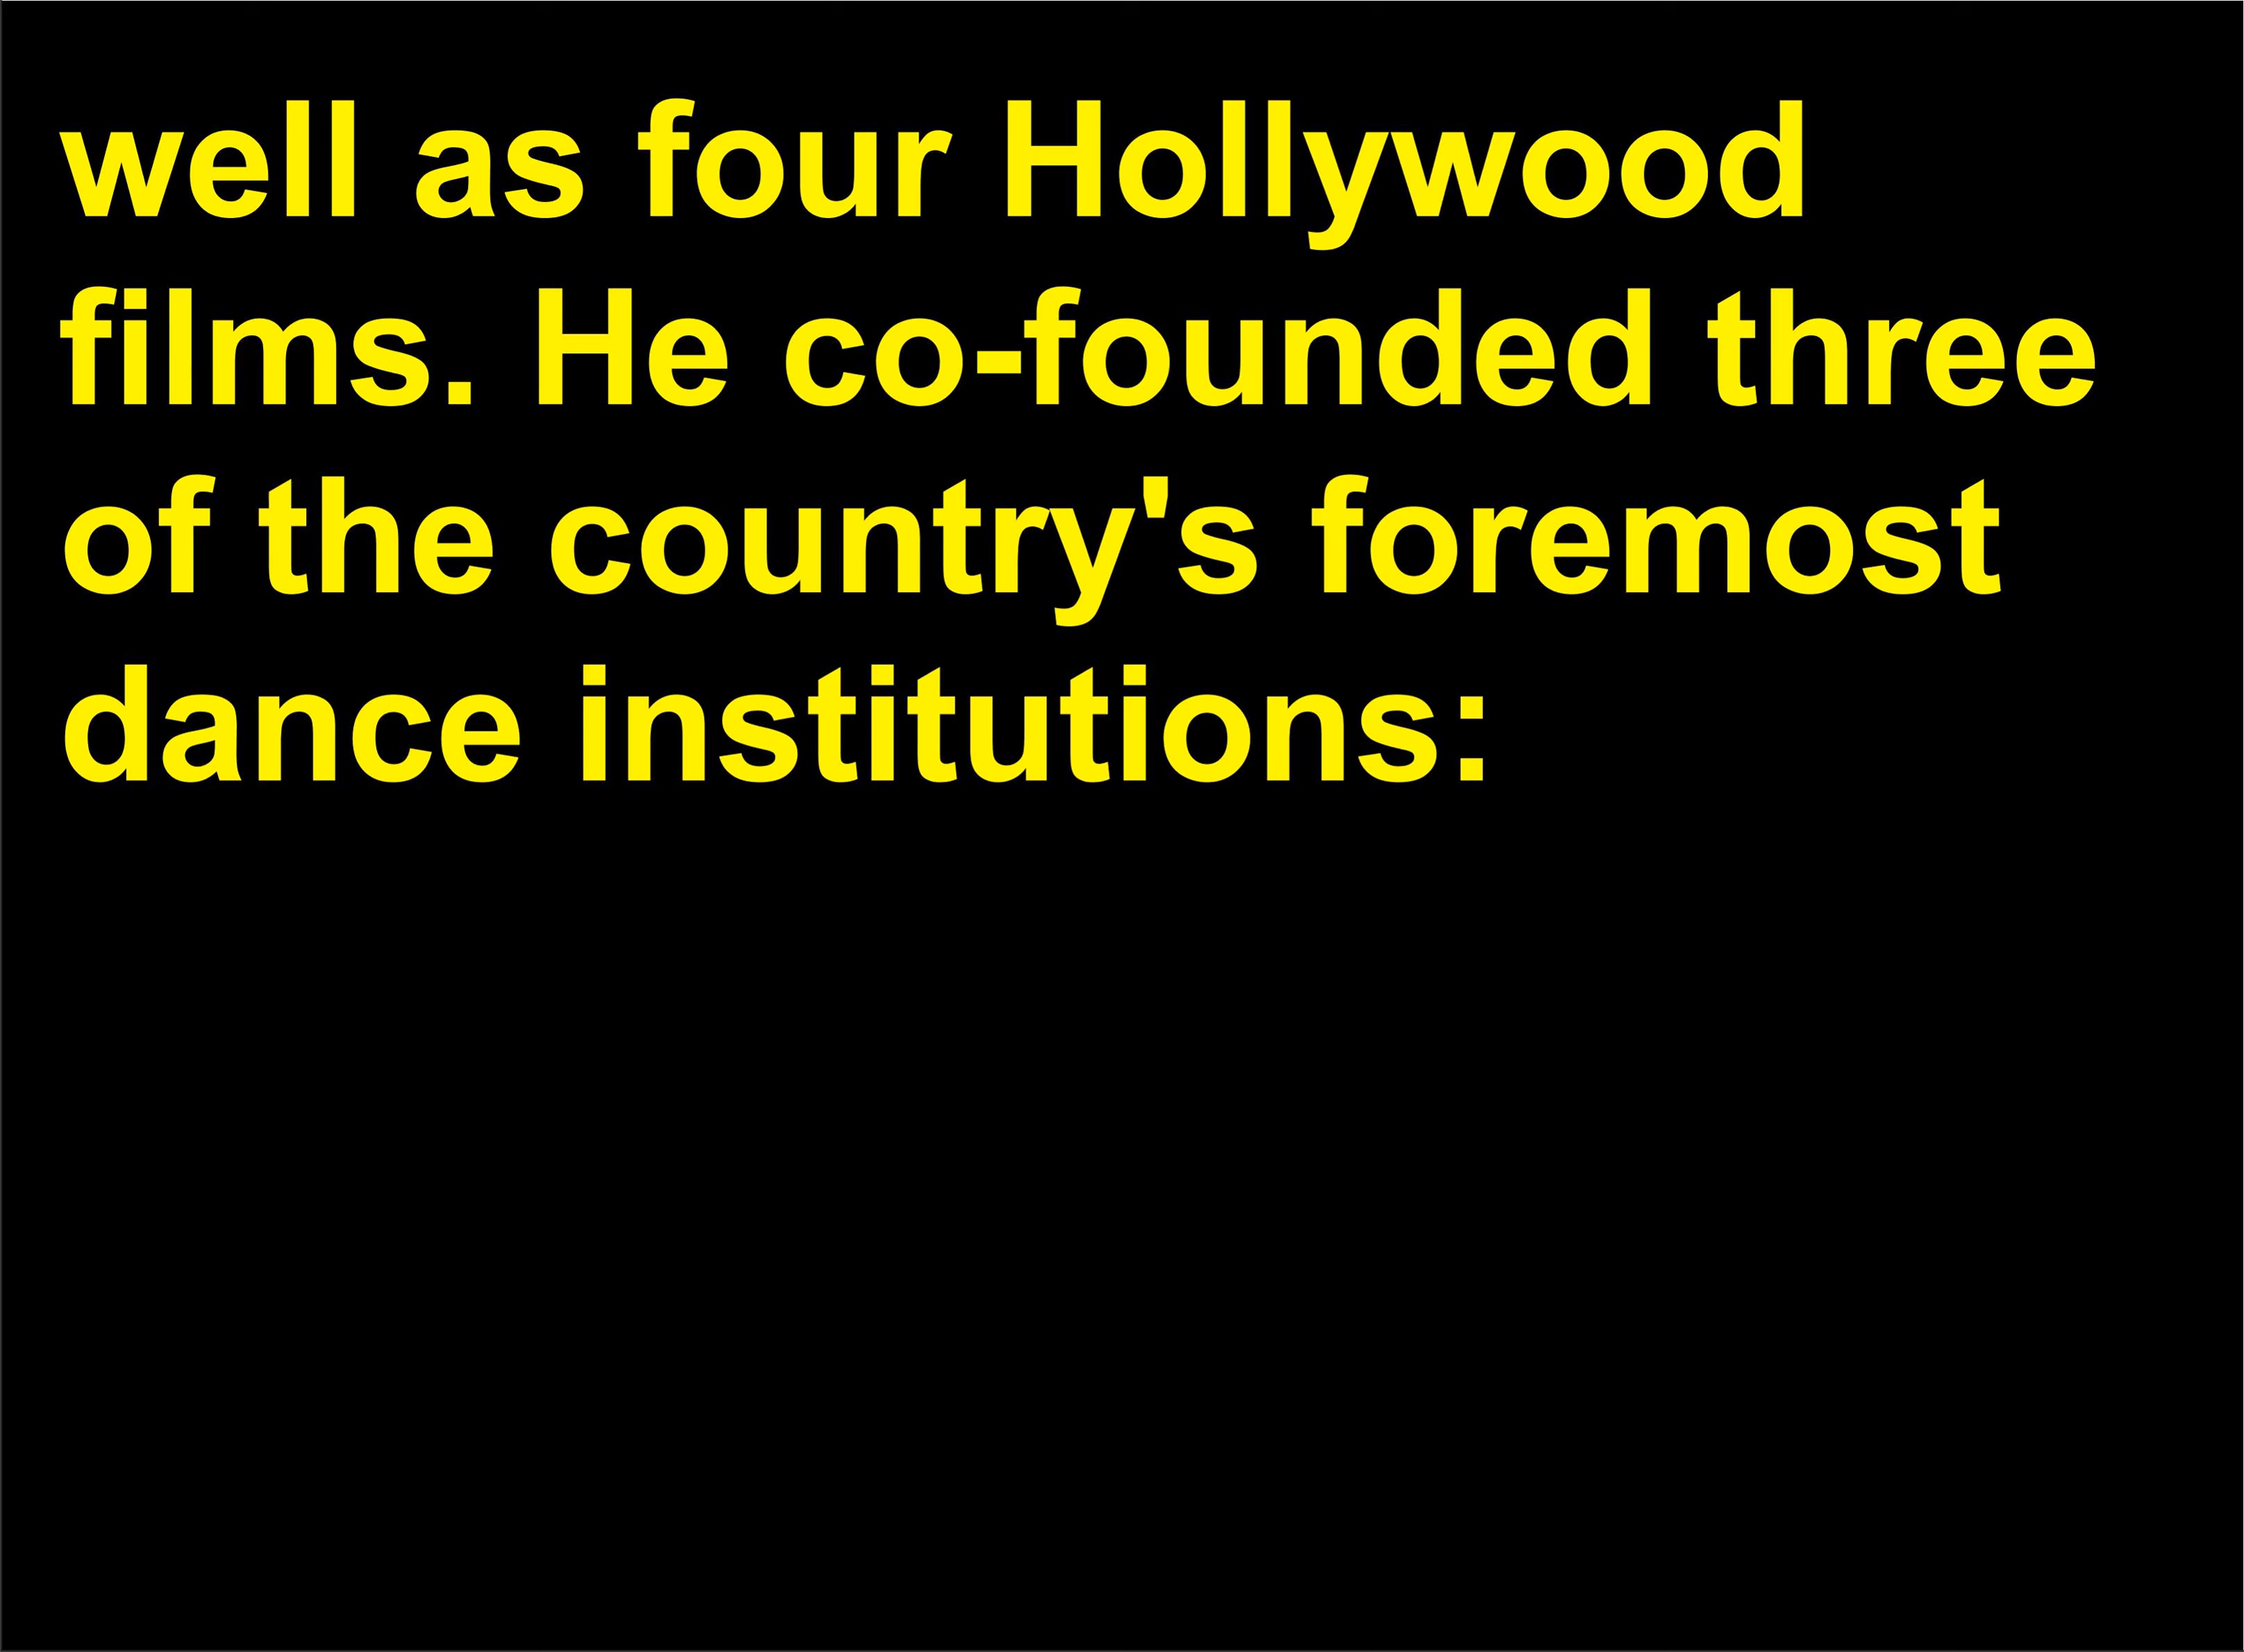 well as four Hollywood
films. He co-founded three
of the country's foremost
dance institutions: